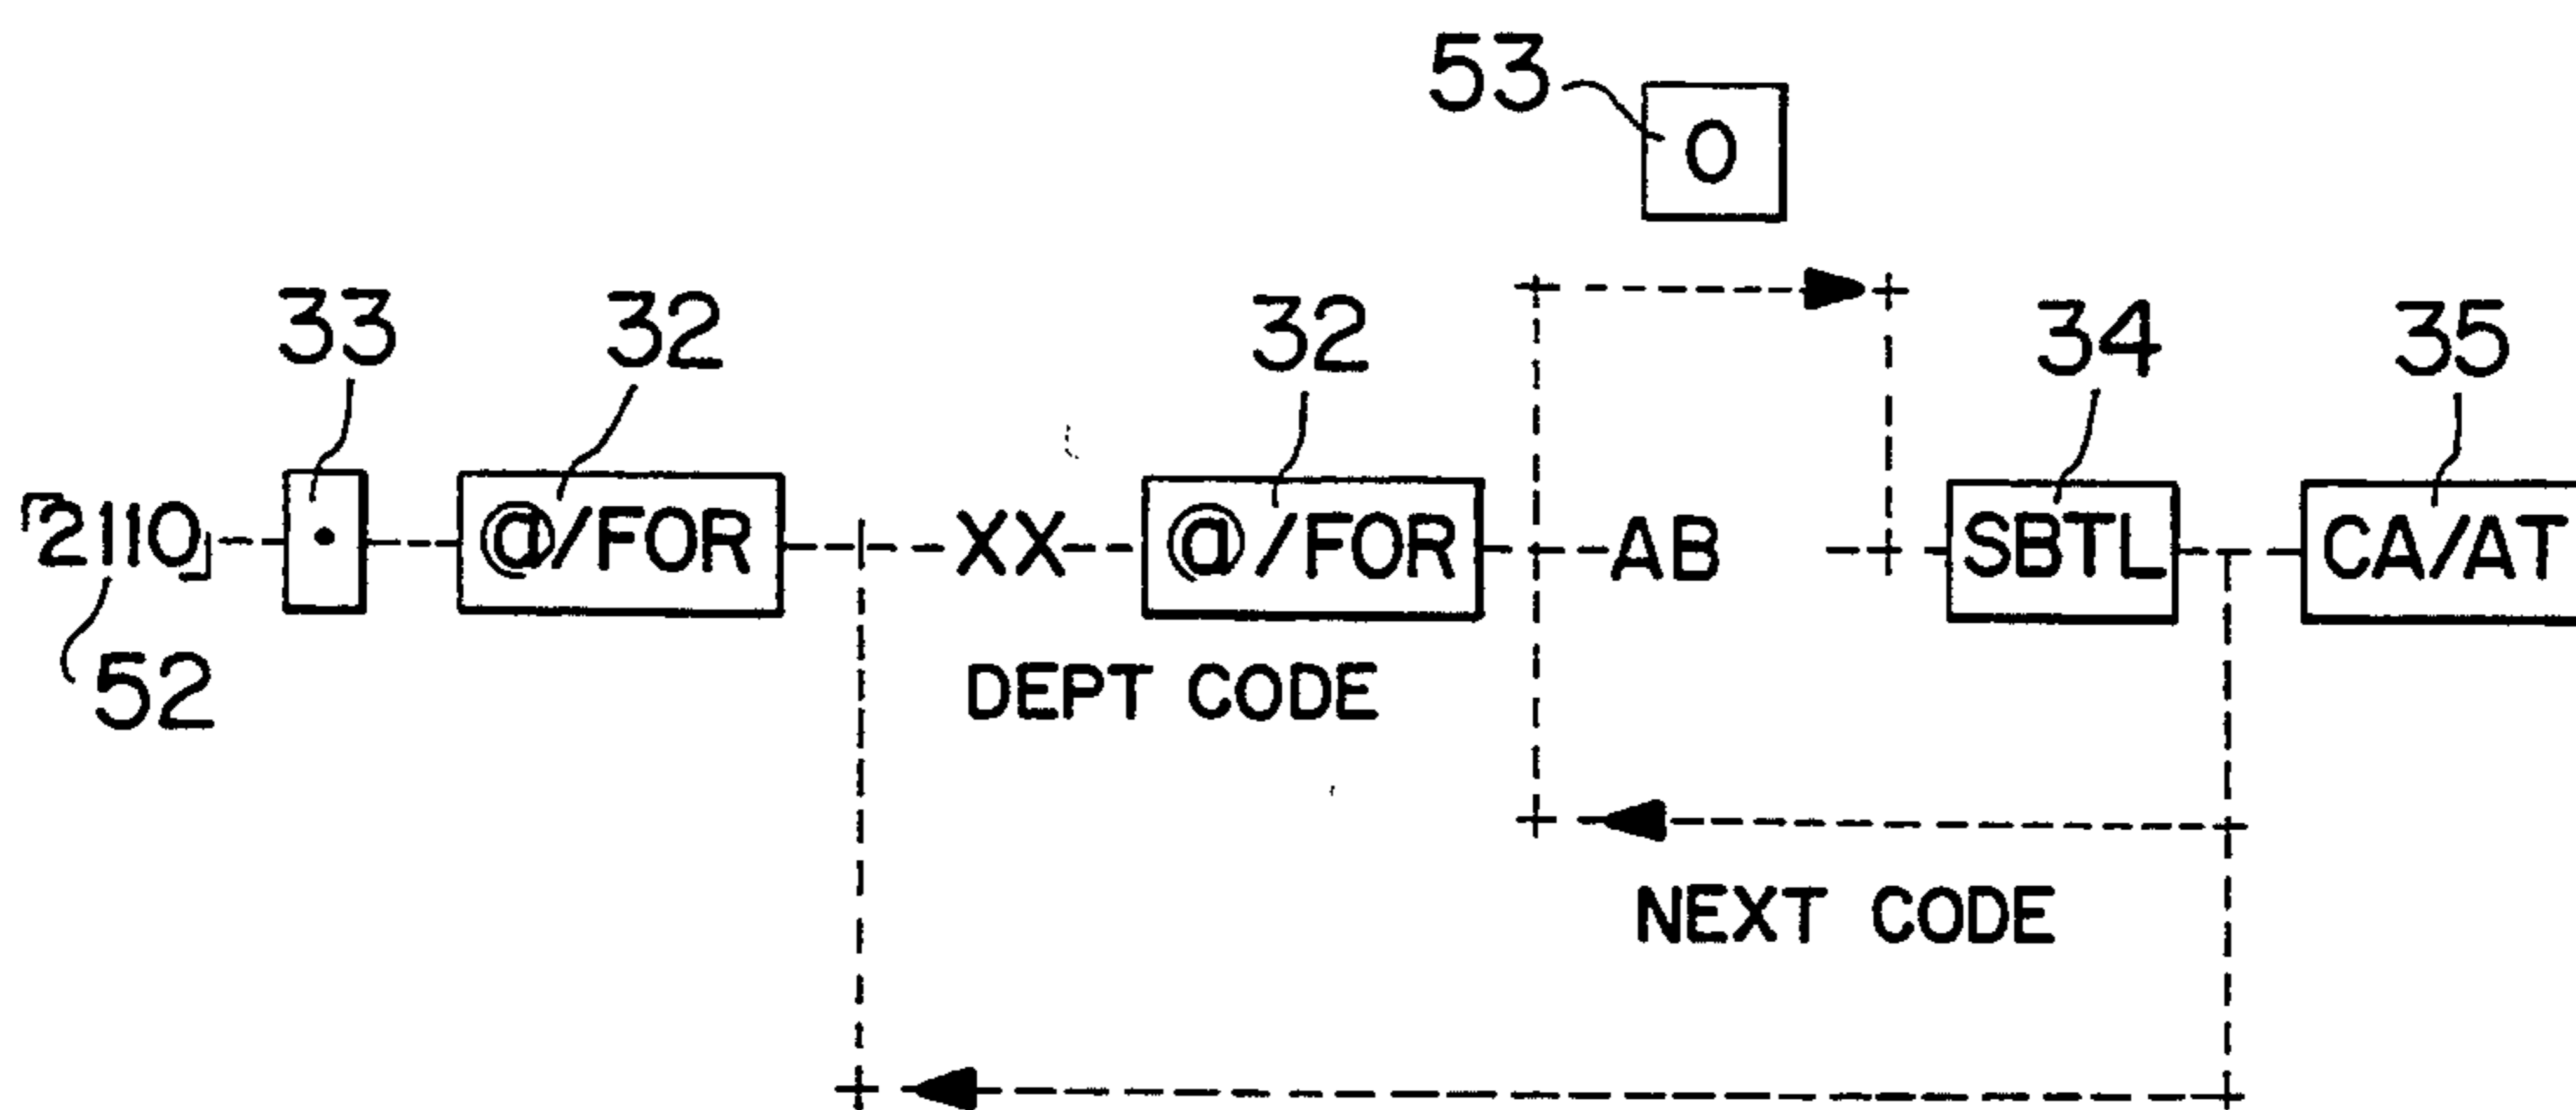 53
0
33 32 32 34 35
2110 • @/FOR XX @/FOR AB SBTL CA/AT
52 DEPT CODE
NEXT CODE